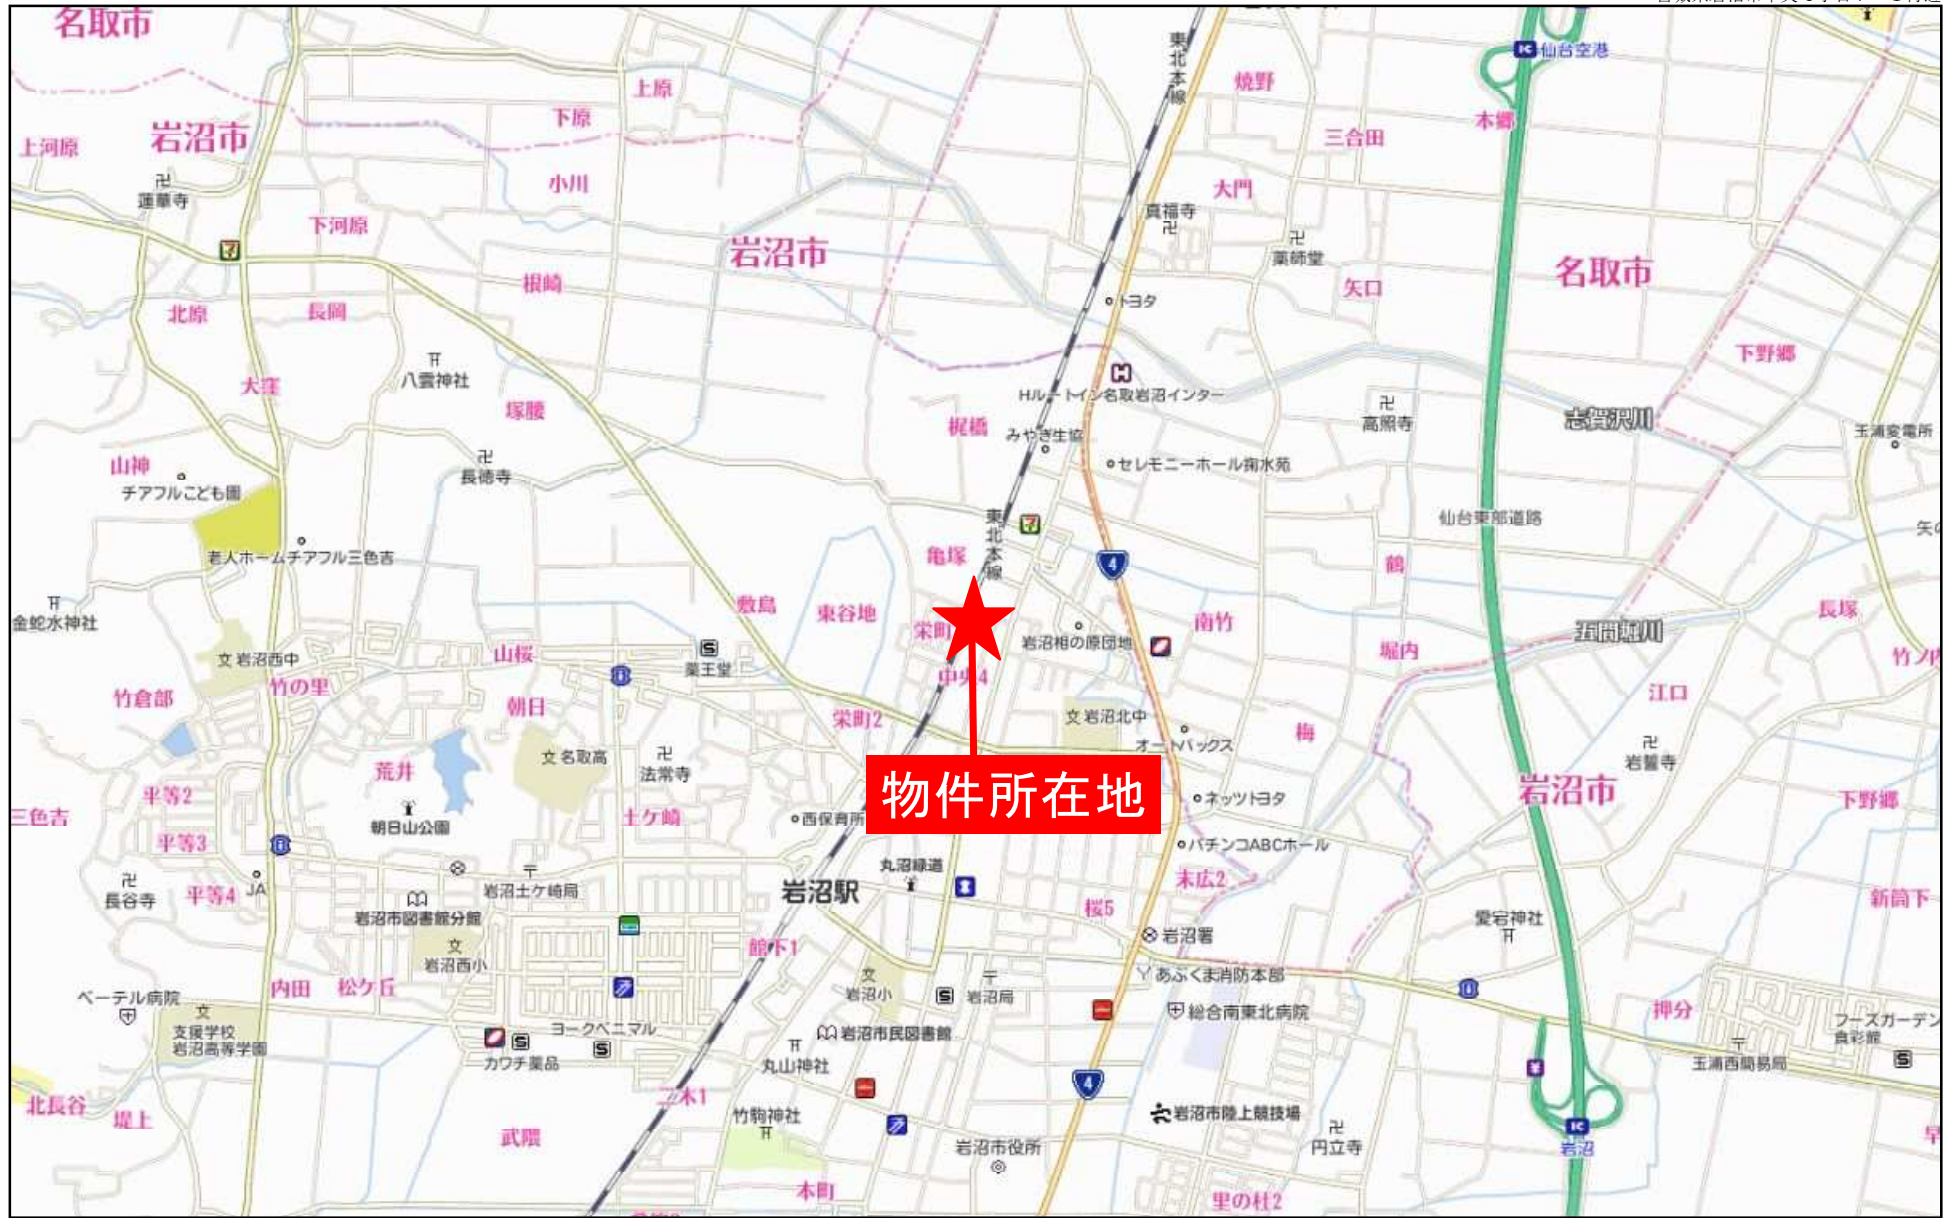 名取市
上原
東北本線
焼野
IC 仙台空港
下原
本郷
上河原
岩沼市
三合田
蓮華寺
小川
大門
下河原
真福寺
岩沼市
薬師堂
名取市
根崎
矢口
北原
長岡
トヨタ
下野郷
八雲神社
大窪
Hルートイン名取岩沼インター
塚腰
高照寺
志賀沢川
梶橋
みやぎ生協
玉浦変電所
山神
長徳寺
セレモニーホール掬水苑
チアフルこども園
東北本線
仙台東部道路
老人ホームチアフル三色吉
亀塚
4
鶴
金蛇水神社
敷島
東谷地
栄町
岩沼相の原団地
南竹
長塚
五間堀川
文 岩沼西中
山桜
薬王堂
堀内
竹ノ内
竹の里
中央4
江口
竹倉部
朝日
栄町2
文 岩沼北中
オートバックス
梅
文 名取高
法常寺
岩誓寺
荒井
物件所在地
岩沼市
平等2
ネッツトヨタ
下野郷
三色吉
朝日山公園
土ケ崎
西保育所
平等3
パチンコABCホール
丸沼緑道
長谷寺
平等4
JA
岩沼土ケ崎局
岩沼駅
末広2
新筒下
岩沼市図書館分館
桜5
愛宕神社
文
岩沼西小
館下1
岩沼署
あぶくま消防本部
内田
松ケ丘
文
岩沼小
岩沼局
ベーテル病院
文
支援学校
岩沼高等学園
ヨークベニマル
岩沼市民図書館
総合南東北病院
押分
フーズガーデン
食彩館
カワチ薬品
丸山神社
玉浦西簡易局
4
北長谷
二木1
堤上
竹駒神社
岩沼市陸上競技場
武隈
岩沼市役所
円立寺
IC
岩沼
本町
里の杜2